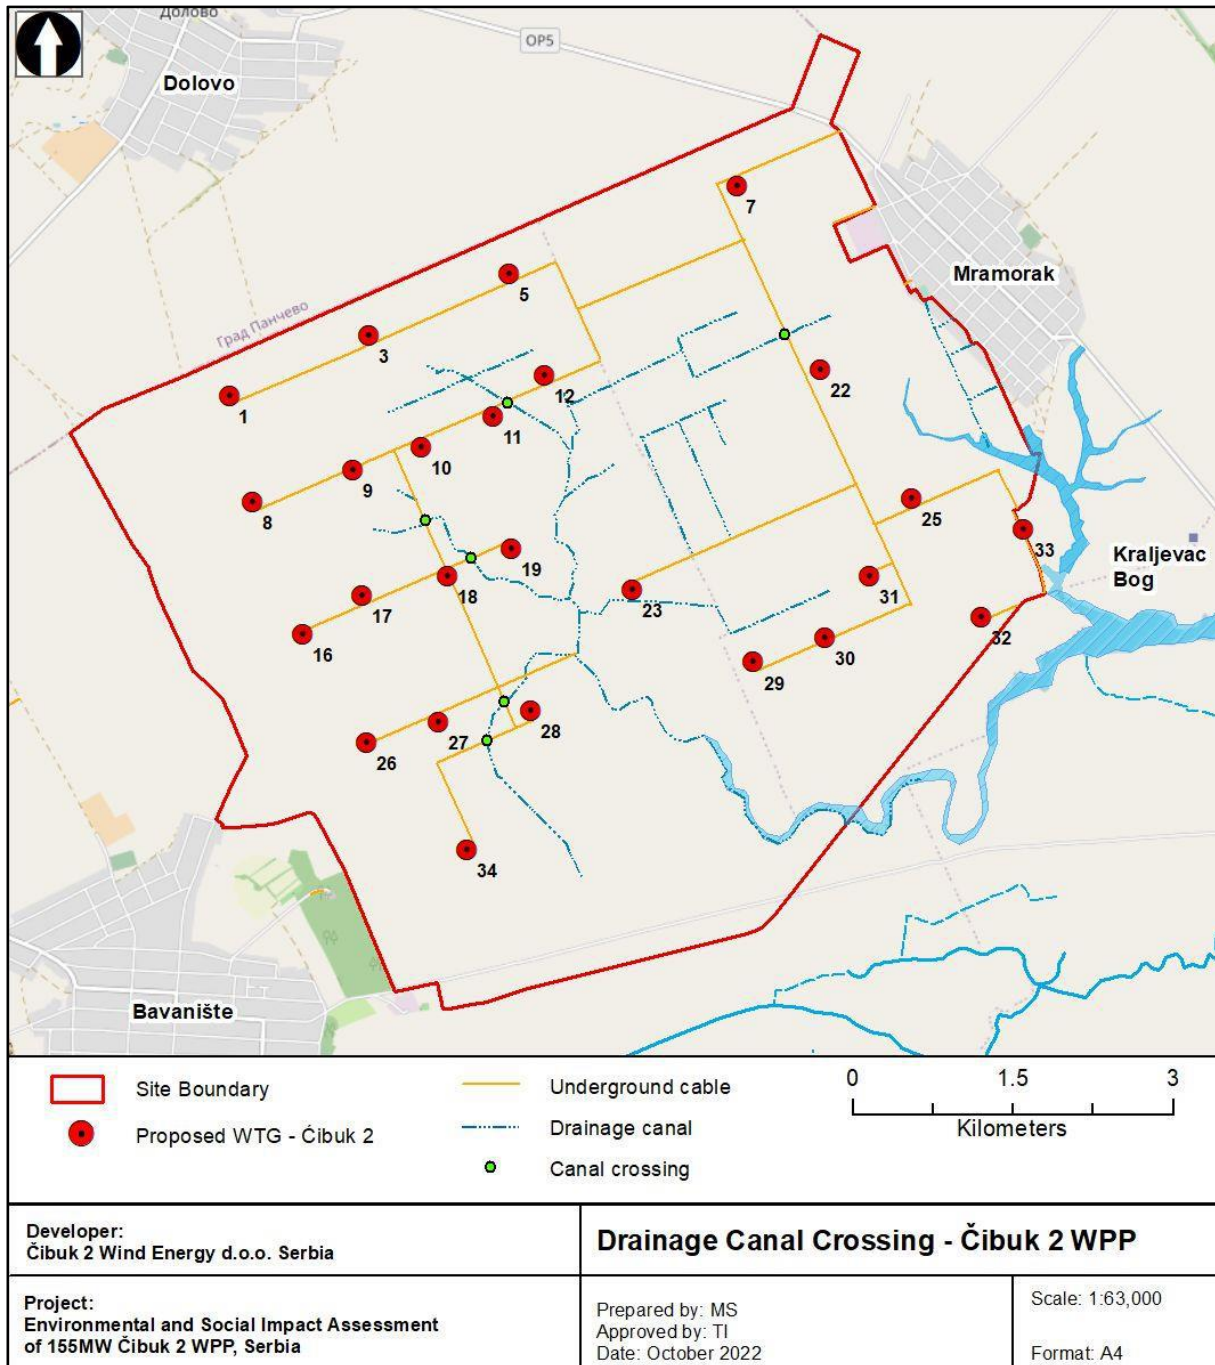 Долово
Dolovo
OP5
Mramorak
Град Панчево
7
5
3
1
12
11
22
10
9
8
25
33
Kraljevac
Bog
19
18
17
16
23
31
32
30
29
28
27
26
34
Bavanište
Site Boundary
Proposed WTG - Čibuk 2
Underground cable
Drainage canal
Canal crossing
0 1.5 3
Kilometers
Developer:
Čibuk 2 Wind Energy d.o.o. Serbia
Drainage Canal Crossing - Čibuk 2 WPP
Project:
Environmental and Social Impact Assessment
of 155MW Čibuk 2 WPP, Serbia
Prepared by: MS
Approved by: TI
Date: October 2022
Scale: 1:63,000
Format: A4